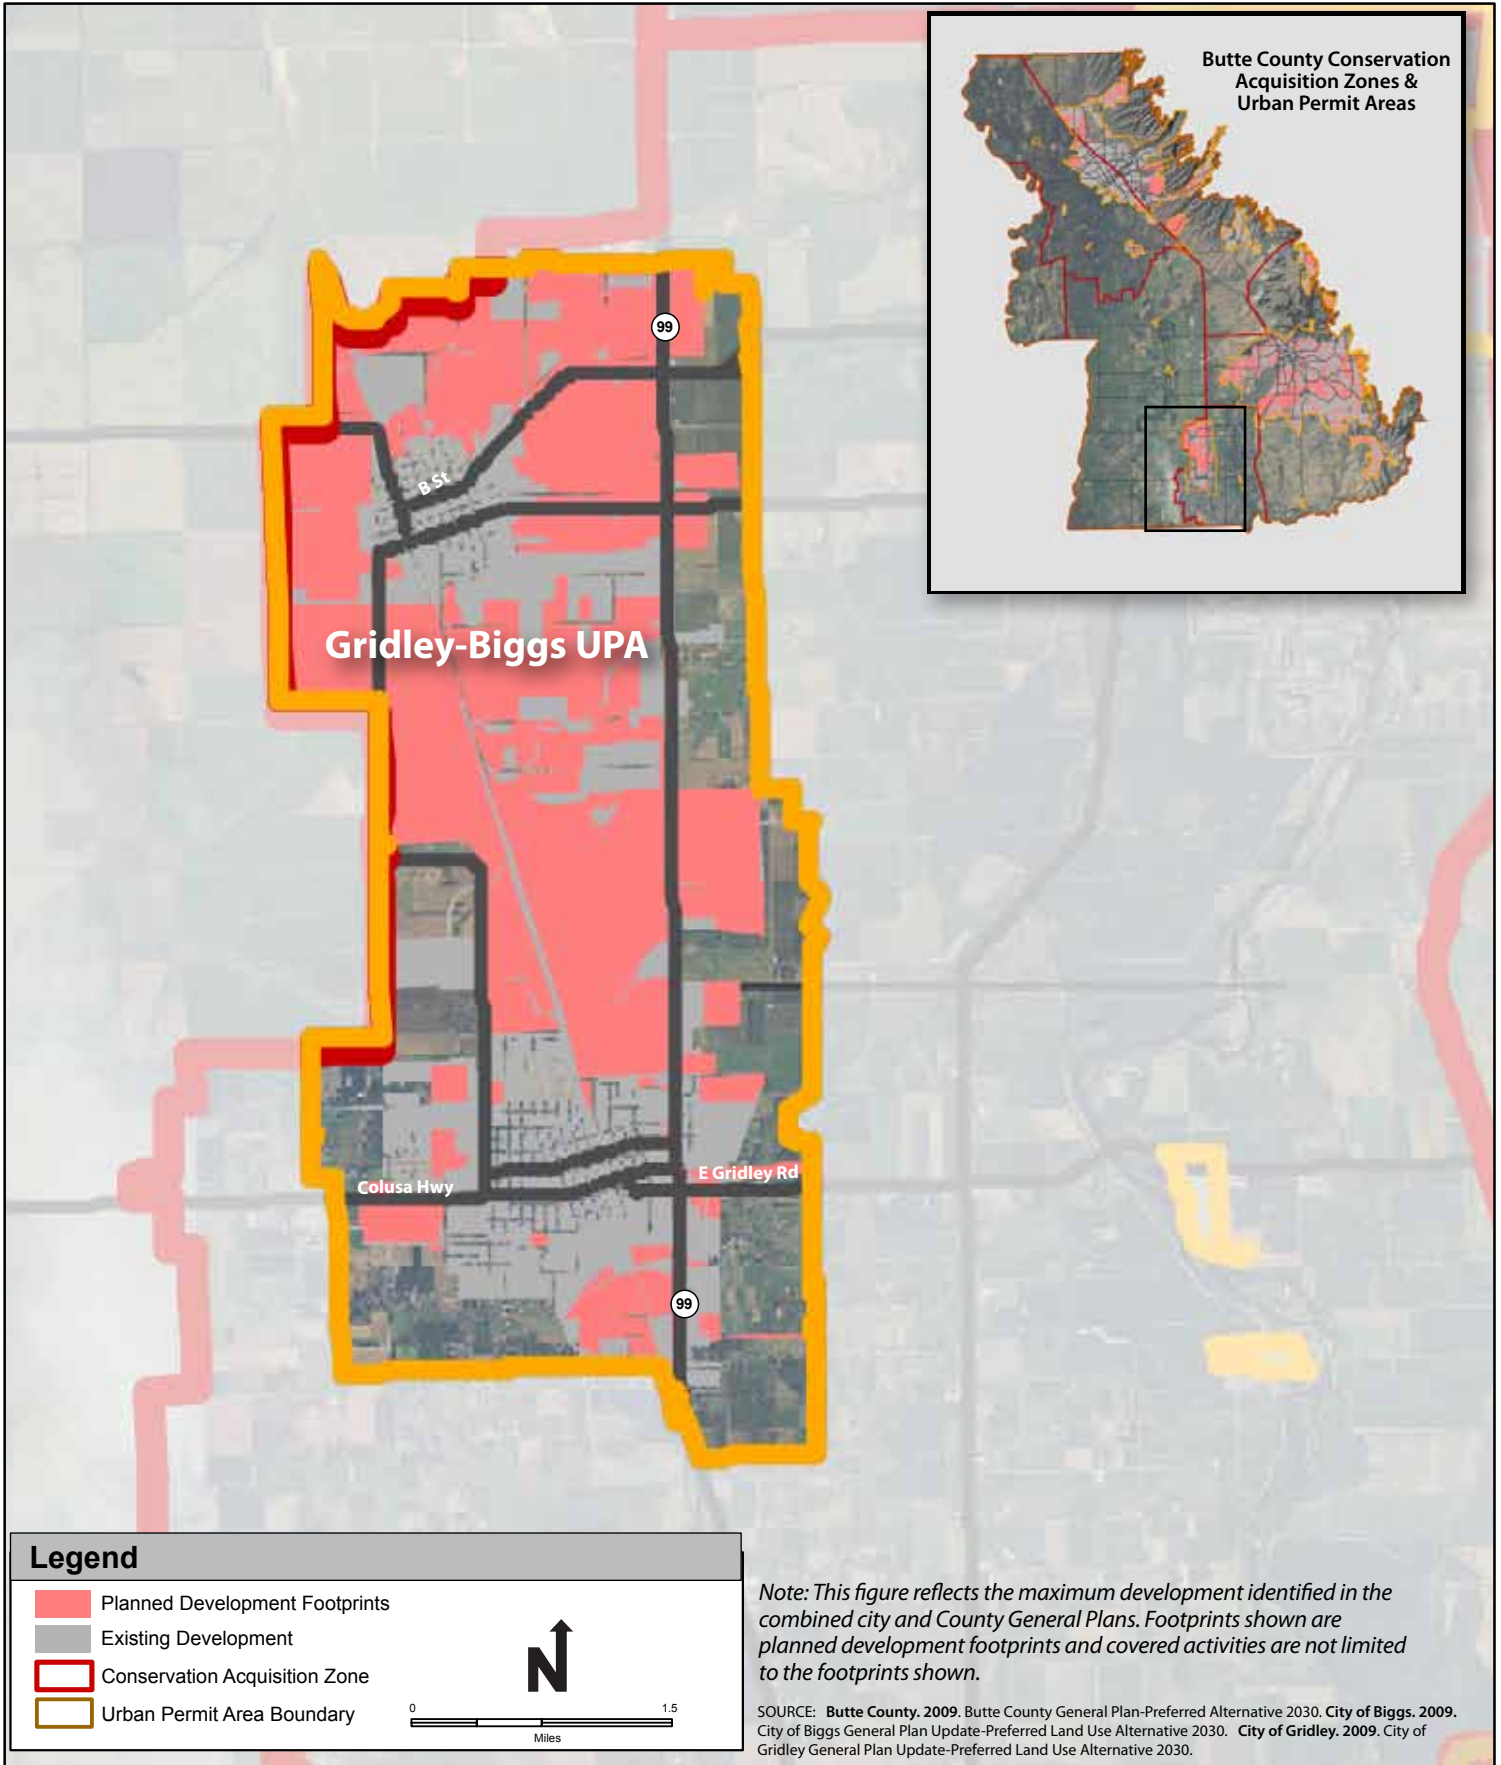 Butte County Conservation
Acquisition Zones &
Urban Permit Areas
99
B St
Gridley-Biggs UPA
E Gridley Rd
Colusa Hwy
99
Legend
Planned Development Footprints
Existing Development
Conservation Acquisition Zone
Urban Permit Area Boundary
N
0 1.5
Miles
Note: This figure reflects the maximum development identified in the
combined city and County General Plans. Footprints shown are
planned development footprints and covered activities are not limited
to the footprints shown.
SOURCE: Butte County. 2009. Butte County General Plan-Preferred Alternative 2030. City of Biggs. 2009.
City of Biggs General Plan Update-Preferred Land Use Alternative 2030. City of Gridley. 2009. City of
Gridley General Plan Update-Preferred Land Use Alternative 2030.